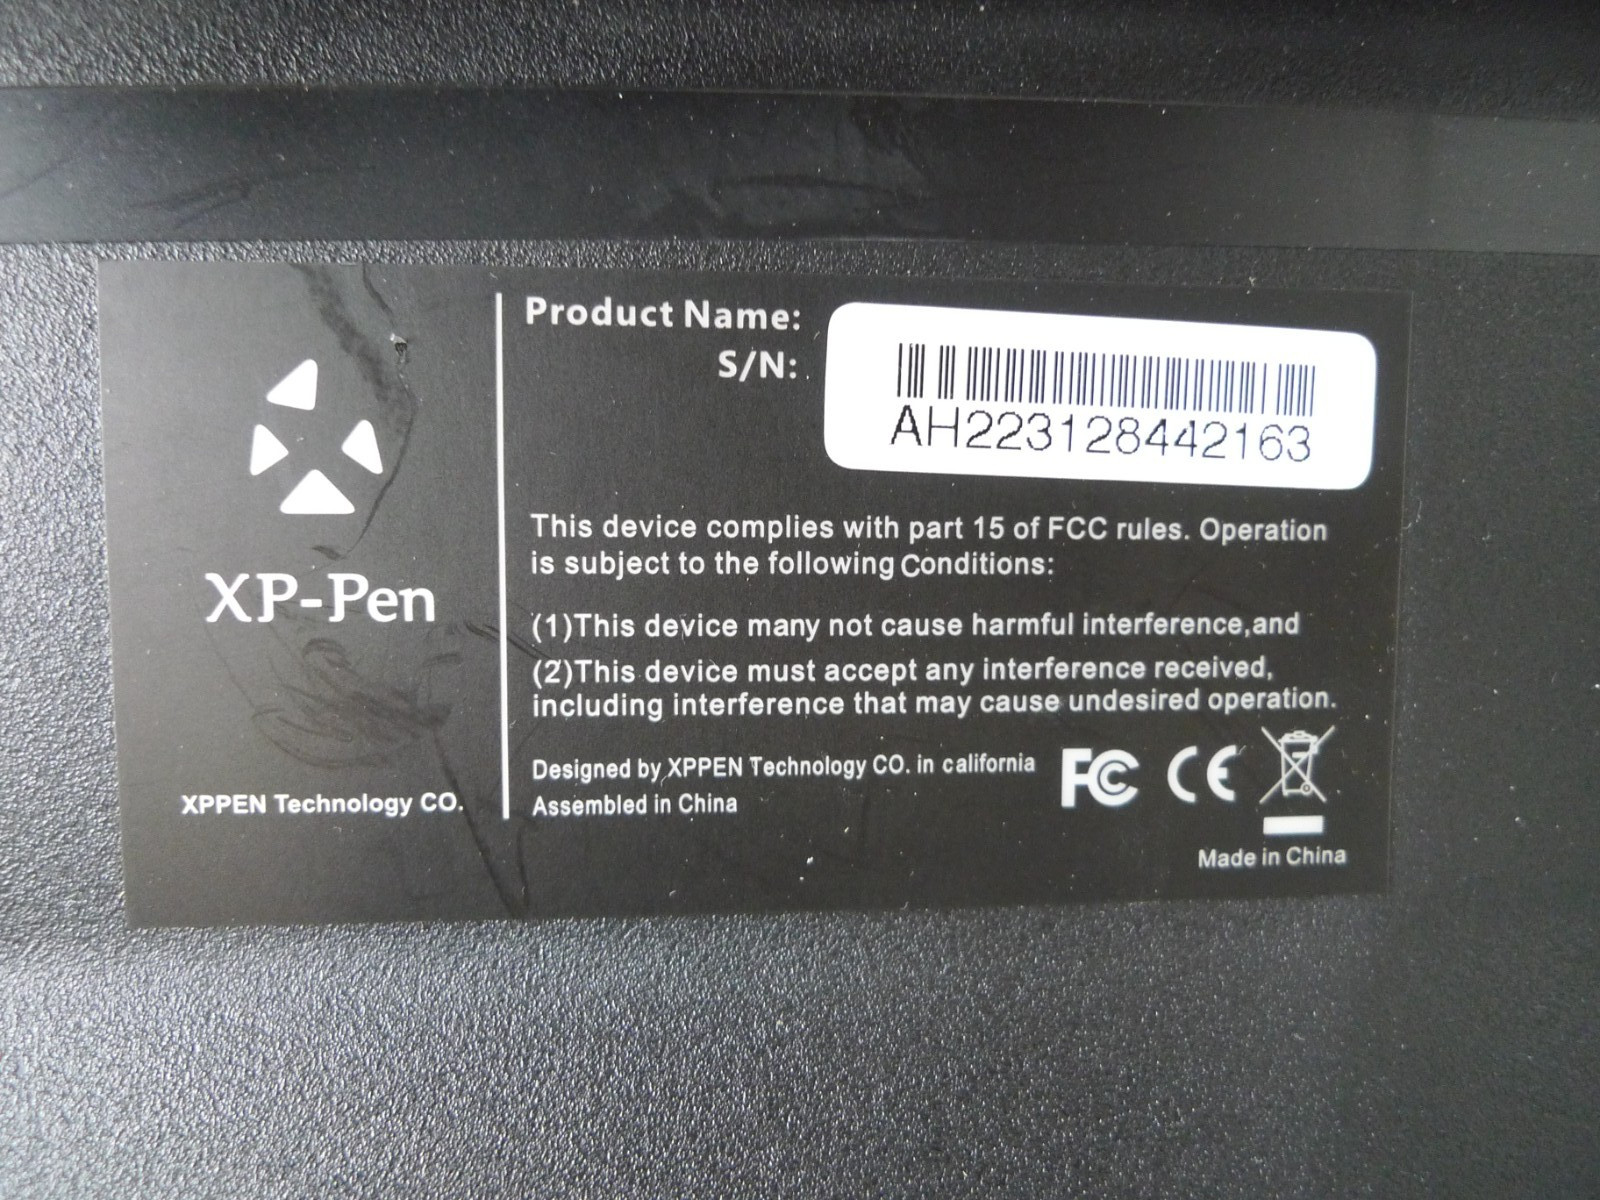 XP-Pen
XPPEN Technology CO.
Product Name:
S/N:
AH223128442163
This device complies with part 15 of FCC rules. Operation
is subject to the following Conditions:
(1)This device many not cause harmful interference,and
(2)This device must accept any interference received,
including interference that may cause undesired operation.
Designed by XPPEN Technology CO. in california
Assembled in China
FC CE
Made in China